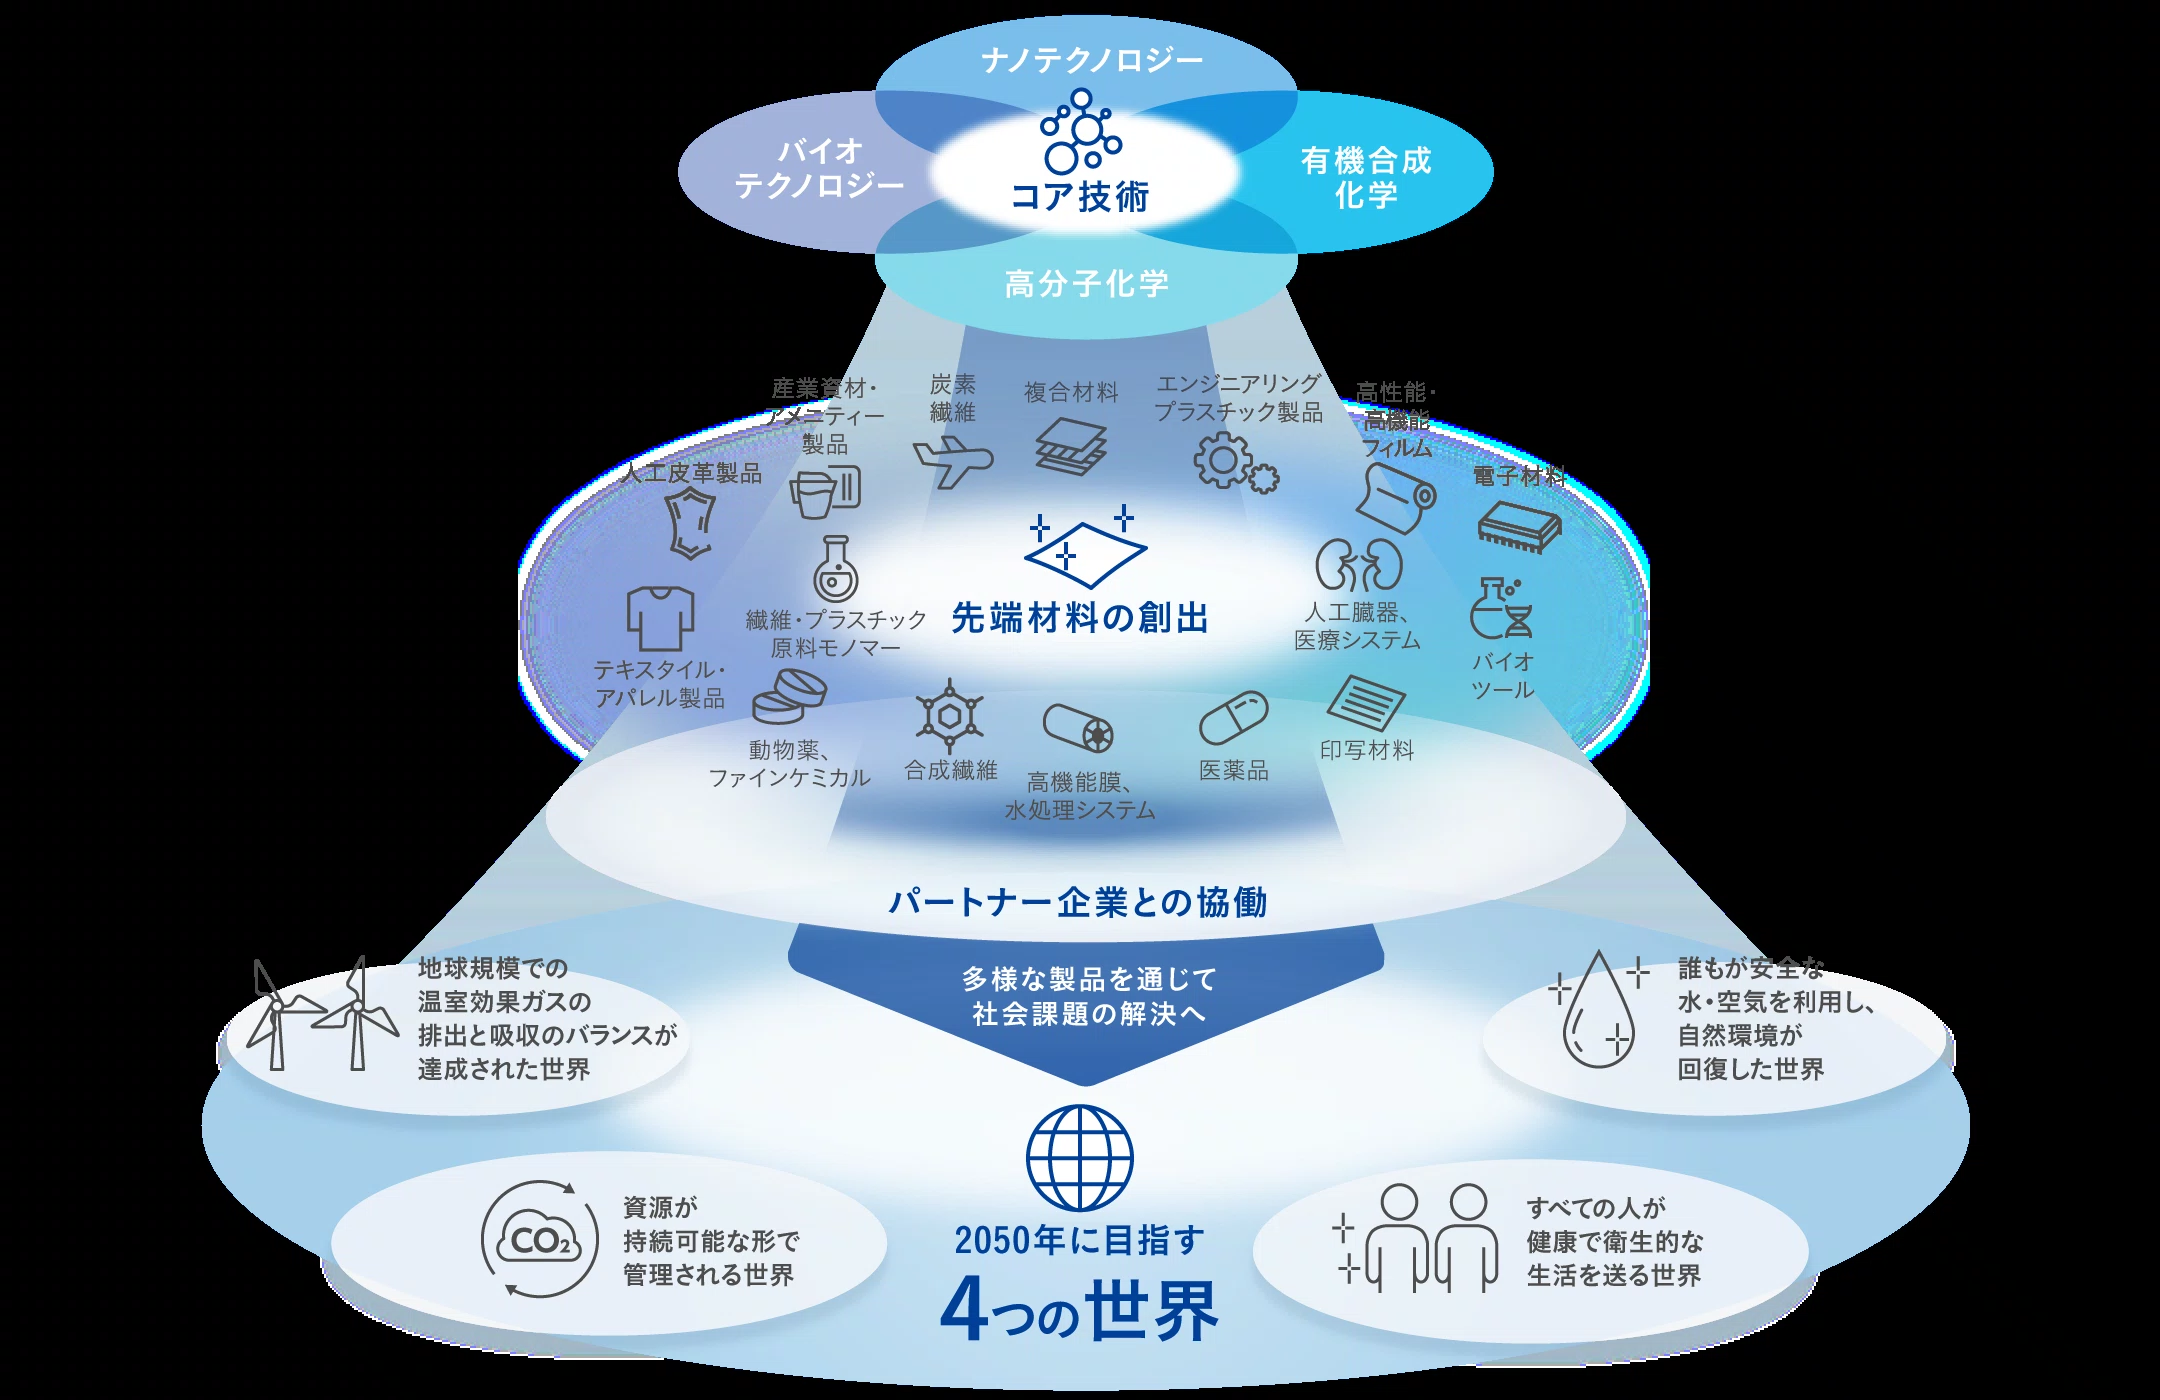 ナノテクノロジー
バイオ
テクノロジー
コア技術
有機合成
化学
高分子化学
産業資材・
アメニティー
製品
炭素
繊維
複合材料
エンジニアリング
プラスチック製品
高性能・
高機能
フィルム
人工皮革製品
電子材料
先端材料の創出
繊維・プラスチック
原料モノマー
人工臓器、
医療システム
テキスタイル・
アパレル製品
バイオ
ツール
動物薬、
ファインケミカル
合成繊維
高機能膜、
水処理システム
医薬品
印写材料
パートナー企業との協働
多様な製品を通じて
社会課題の解決へ
地球規模での
温室効果ガスの
排出と吸収のバランスが
達成された世界
誰もが安全な
水・空気を利用し、
自然環境が
回復した世界
CO2
資源が
持続可能な形で
管理される世界
2050年に目指す
4つの世界
すべての人が
健康で衛生的な
生活を送る世界